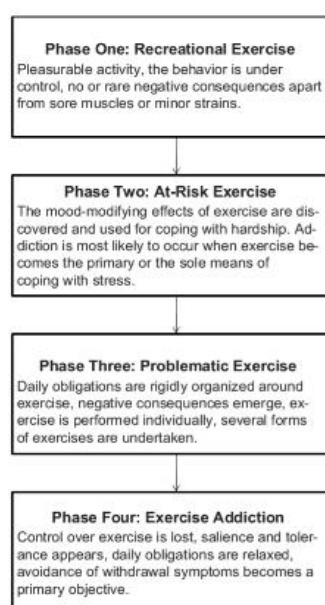 Phase One: Recreational Exercise
Pleasurable activity, the behavior is under
control, no or rare negative consequences apart
from sore muscles or minor strains.
Phase Two: At-Risk Exercise
The mood-modifying effects of exercise are dis-
covered and used for coping with hardship. Ad-
diction is most likely to occur when exercise be-
comes the primary or the sole means of
coping with stress.
Phase Three: Problematic Exercise
Daily obligations are rigidly organized around
exercise, negative consequences emerge, ex-
ercise is performed individually, several forms
of exercises are undertaken.
Phase Four: Exercise Addiction
Control over exercise is lost, salience and toler-
ance appears, daily obligations are relaxed,
avoidance of withdrawal symptoms becomes a
primary objective.